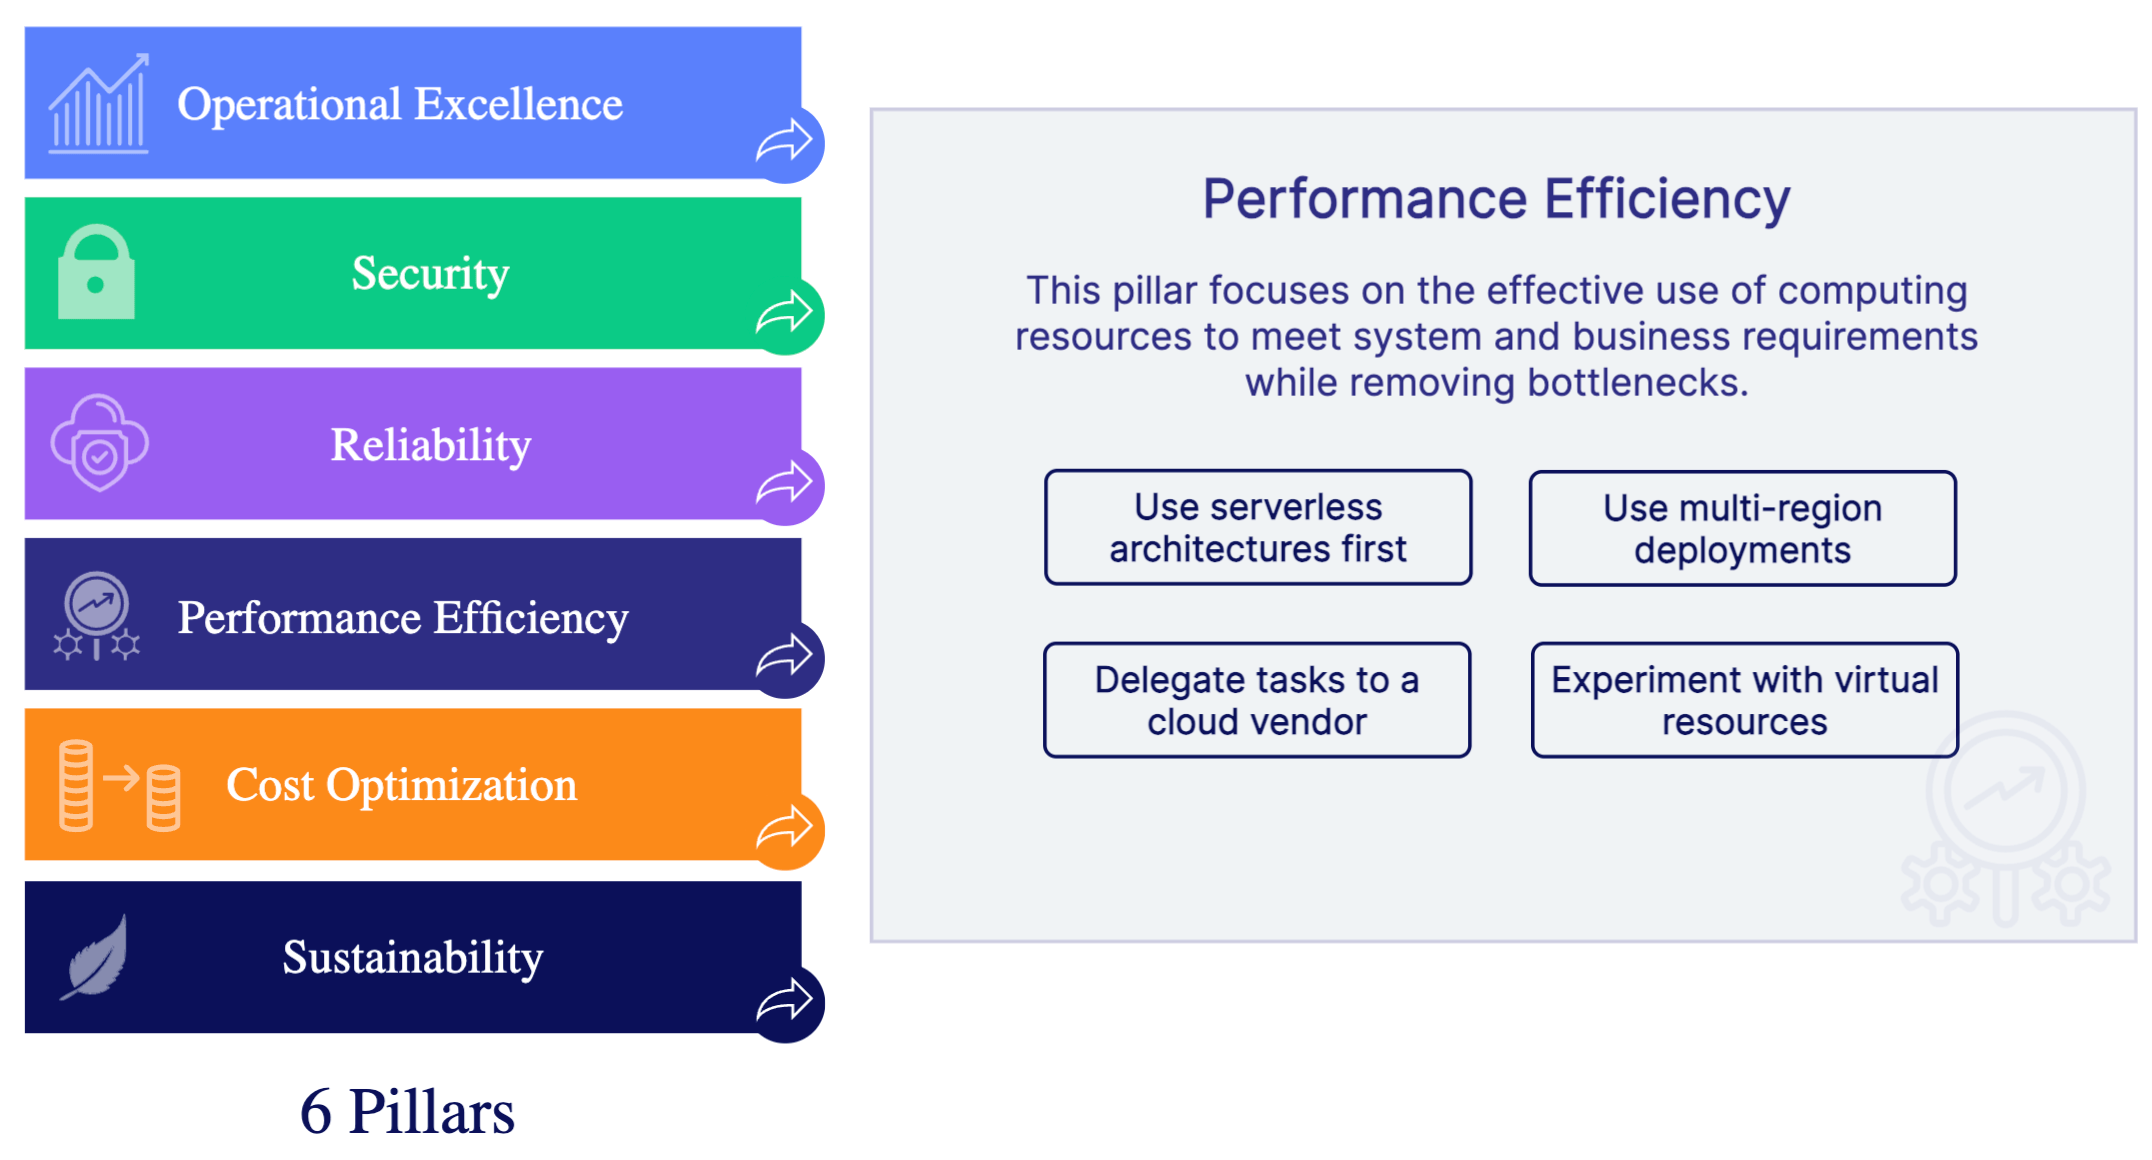 Operational Excellence
Security
Reliability
Performance Efficiency
Cost Optimization
Sustainability
6 Pillars
Performance Efficiency
This pillar focuses on the effective use of computing
resources to meet system and business requirements
while removing bottlenecks.
Use serverless
architectures first
Use multi-region
deployments
Delegate tasks to a
cloud vendor
Experiment with virtual
resources